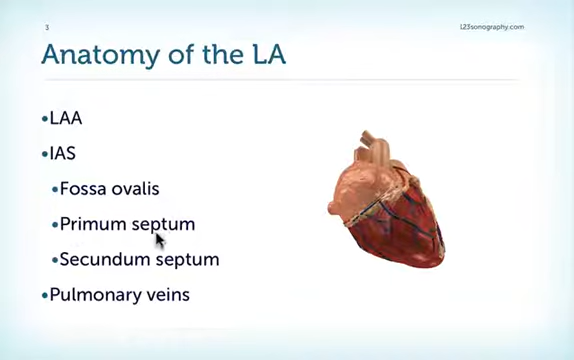 3
123sonography.com
Anatomy of the LA
•LAA
•IAS
•Fossa ovalis
•Primum septum
•Secundum septum
•Pulmonary veins